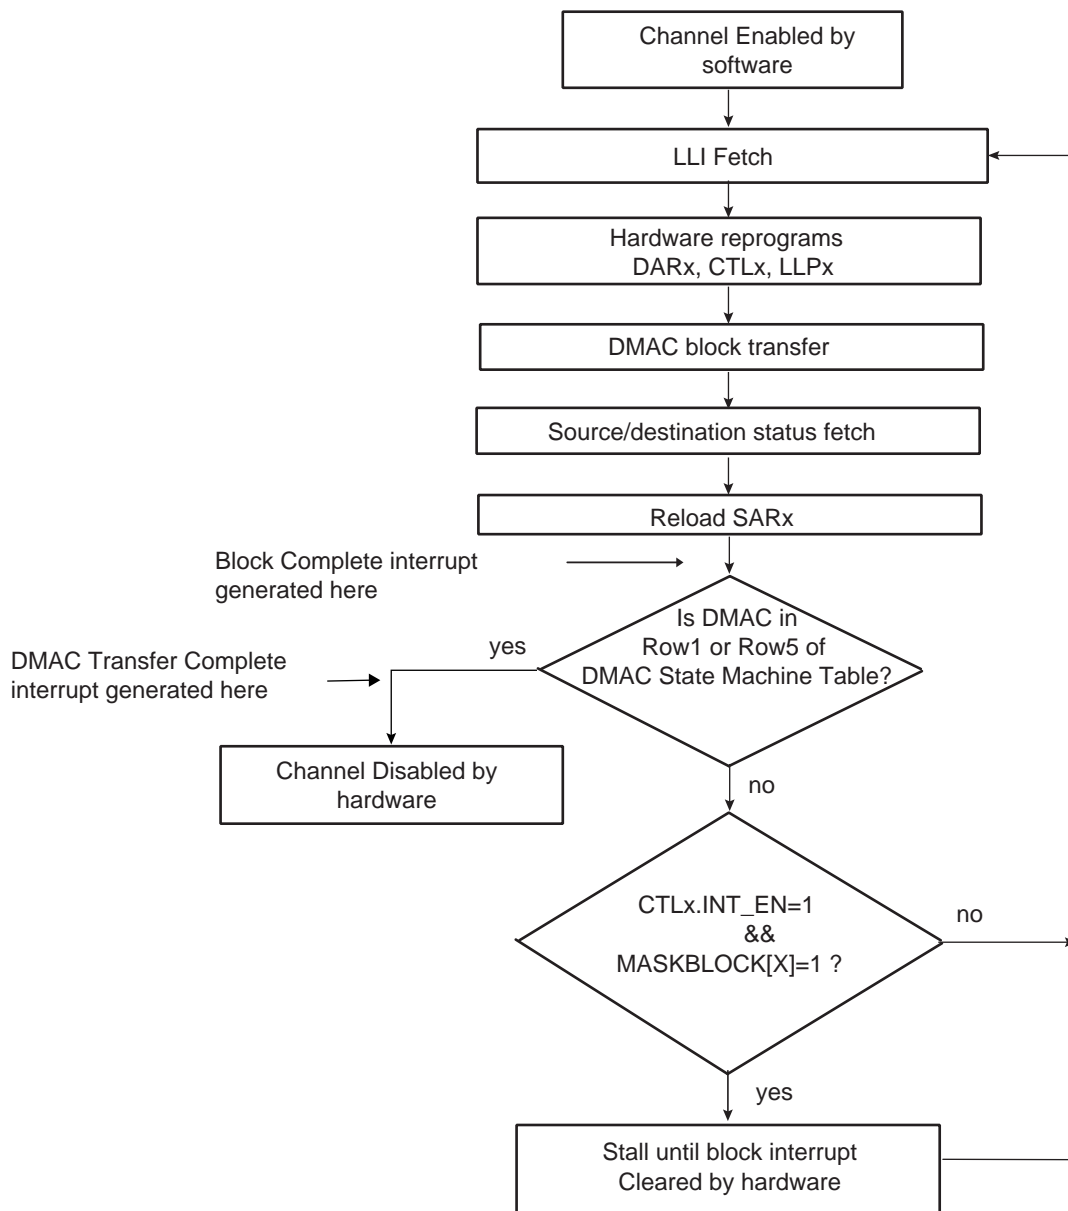 Channel Enabled by
software
LLI Fetch
Hardware reprograms
DARx, CTLx, LLPx
DMAC block transfer
Source/destination status fetch
Reload SARx
Block Complete interrupt
generated here
Is DMAC in
Row1 or Row5 of
DMAC State Machine Table?
yes
DMAC Transfer Complete
interrupt generated here
Channel Disabled by
hardware
no
CTLx.INT_EN=1
&&
MASKBLOCK[X]=1 ?
no
yes
Stall until block interrupt
Cleared by hardware